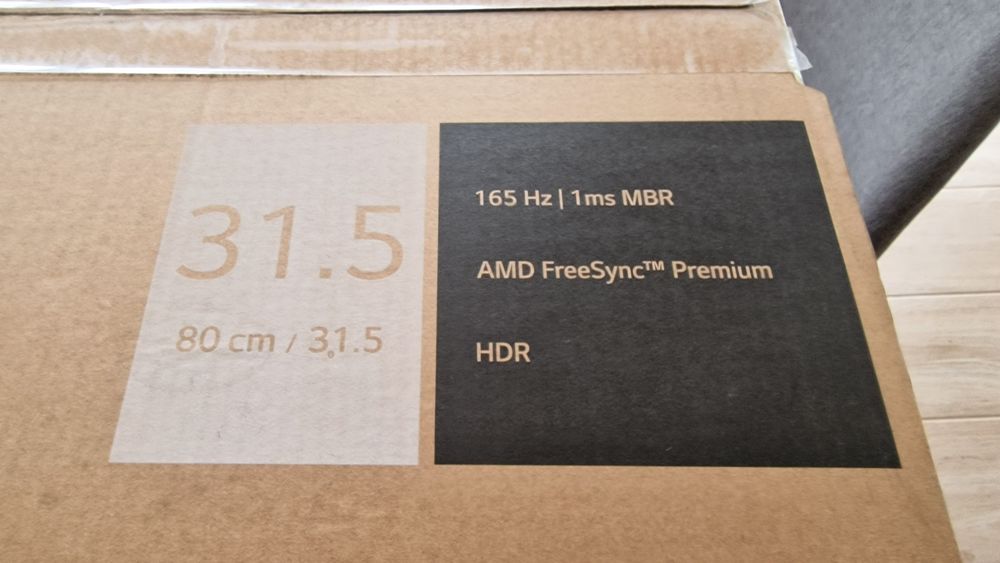 31.5
80 cm / 31.5
165 Hz | 1ms MBR
AMD FreeSync™ Premium
HDR